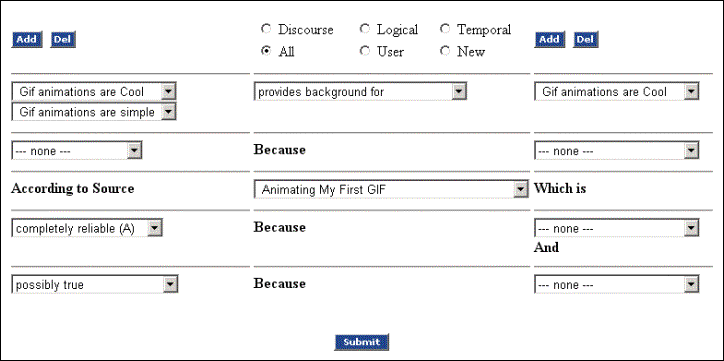 Discourse Logical Temporal
Add Del Add Del
All User New
Gif animations are Cool provides background for Gif animations are Cool
Gif animations are simple
--- none --- Because --- none ---
According to Source Animating My First GIF Which is
completely reliable (A) Because --- none ---
And
possibly true Because --- none ---
Submit